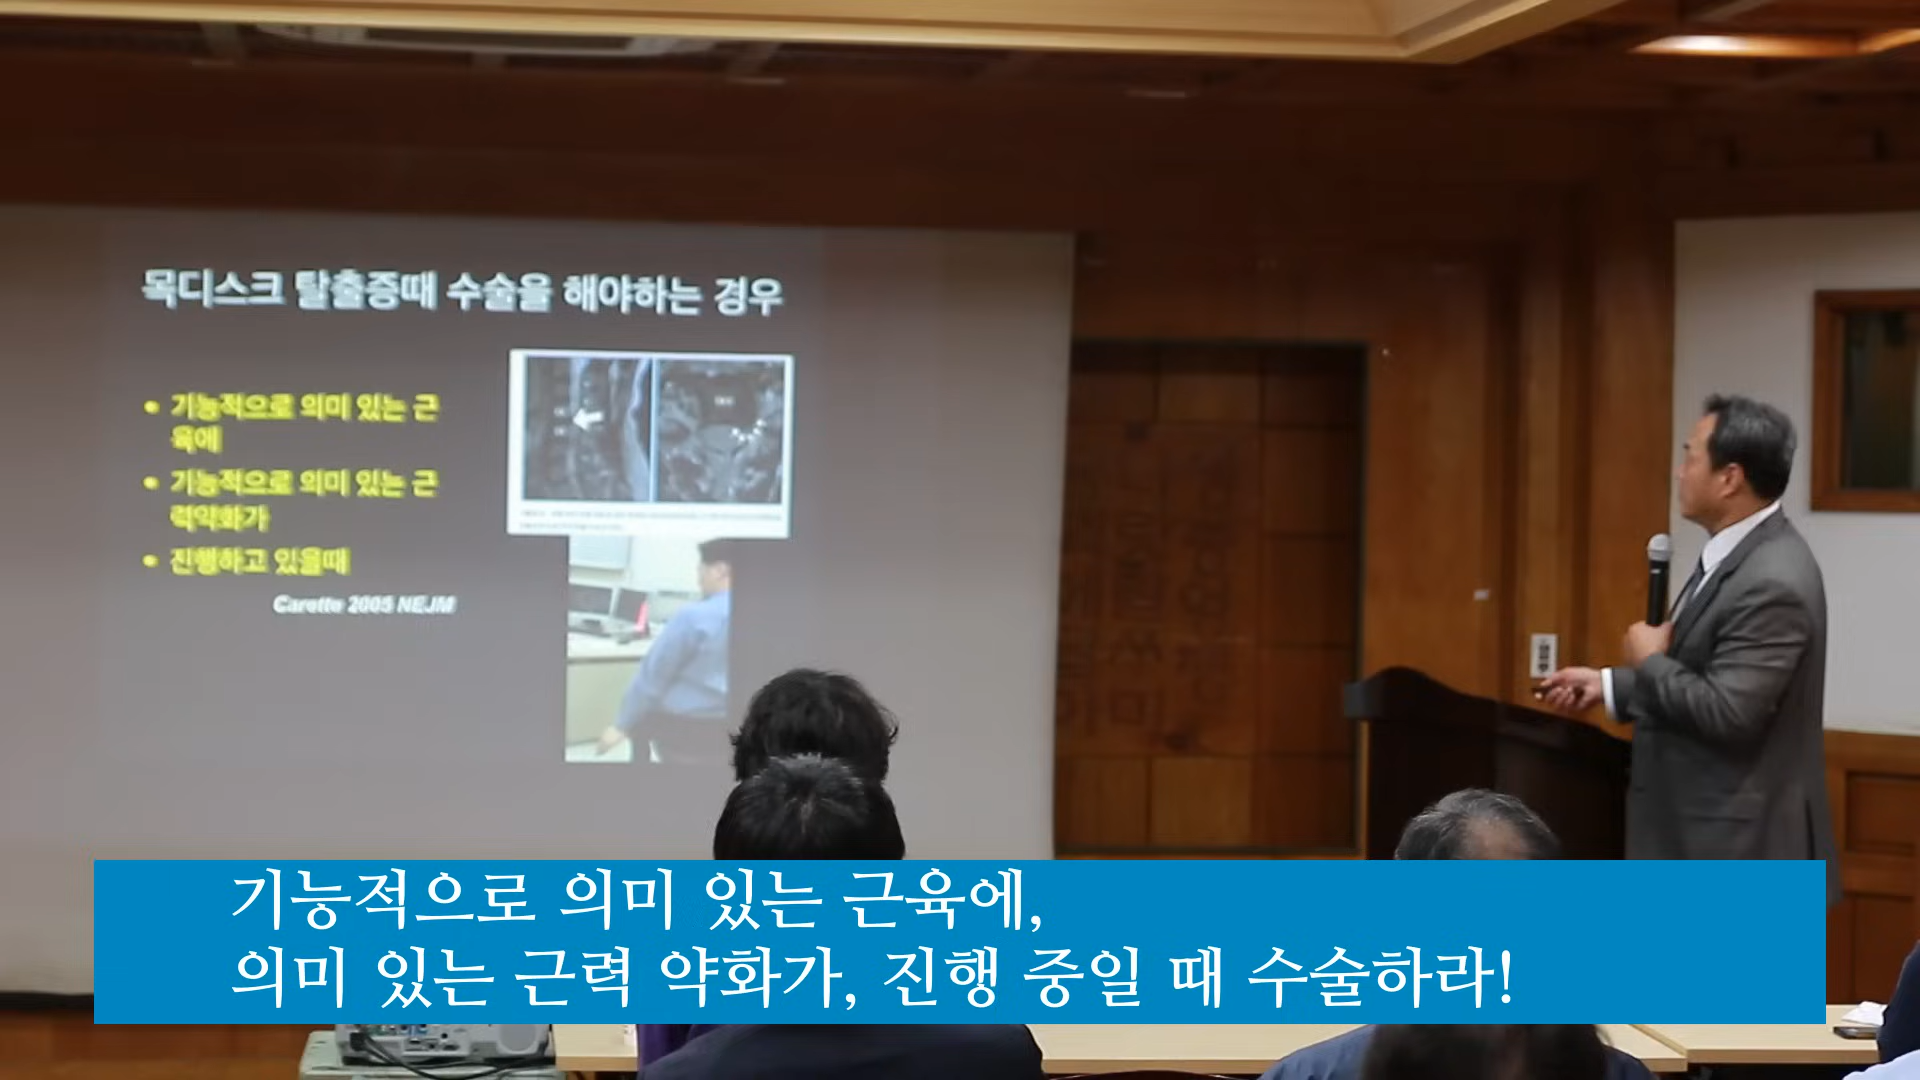 목디스크 탈출증때 수술을 해야하는 경우
• 기능적으로 의미 있는 근
육에
• 기능적으로 의미 있는 근
력약화가
• 진행하고 있을때
Carette 2005 NEJM
기능적으로 의미 있는 근육에,
의미 있는 근력 약화가, 진행 중일 때 수술하라!